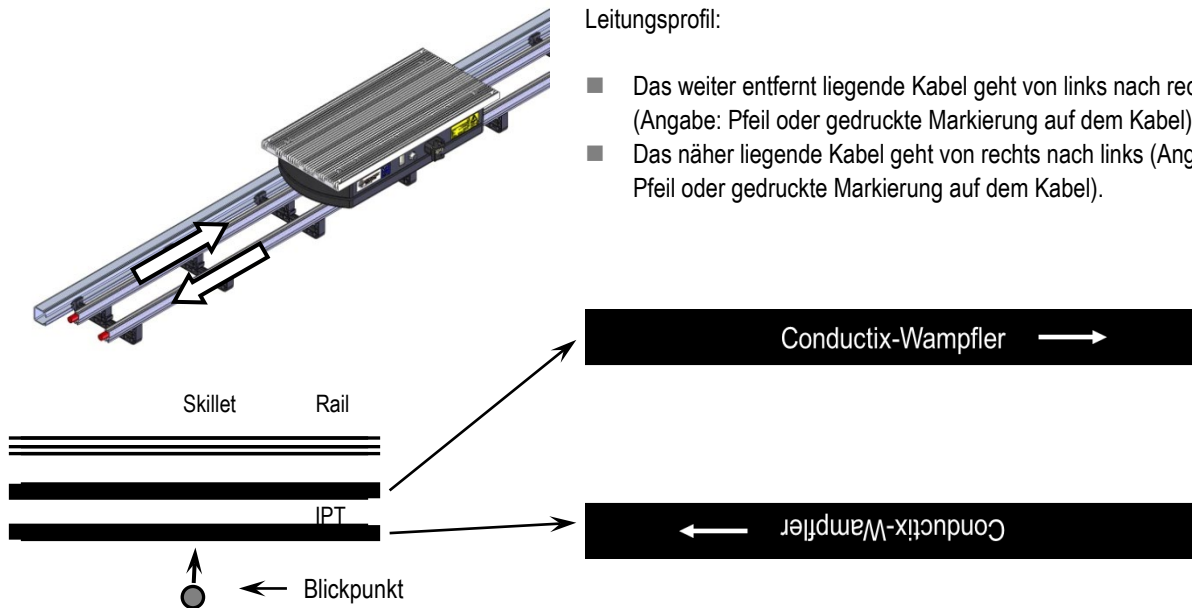 Leitungsprofil:
Das weiter entfernt liegende Kabel geht von links nach
(Angabe: Pfeil oder gedruckte Markierung auf dem Kabel)
Das näher liegende Kabel geht von rechts nach links
Pfeil oder gedruckte Markierung auf dem Kabel).
Conductix-Wampfler
Skillet Rail
IPT
Conductix-Wampfler
Blickpunkt